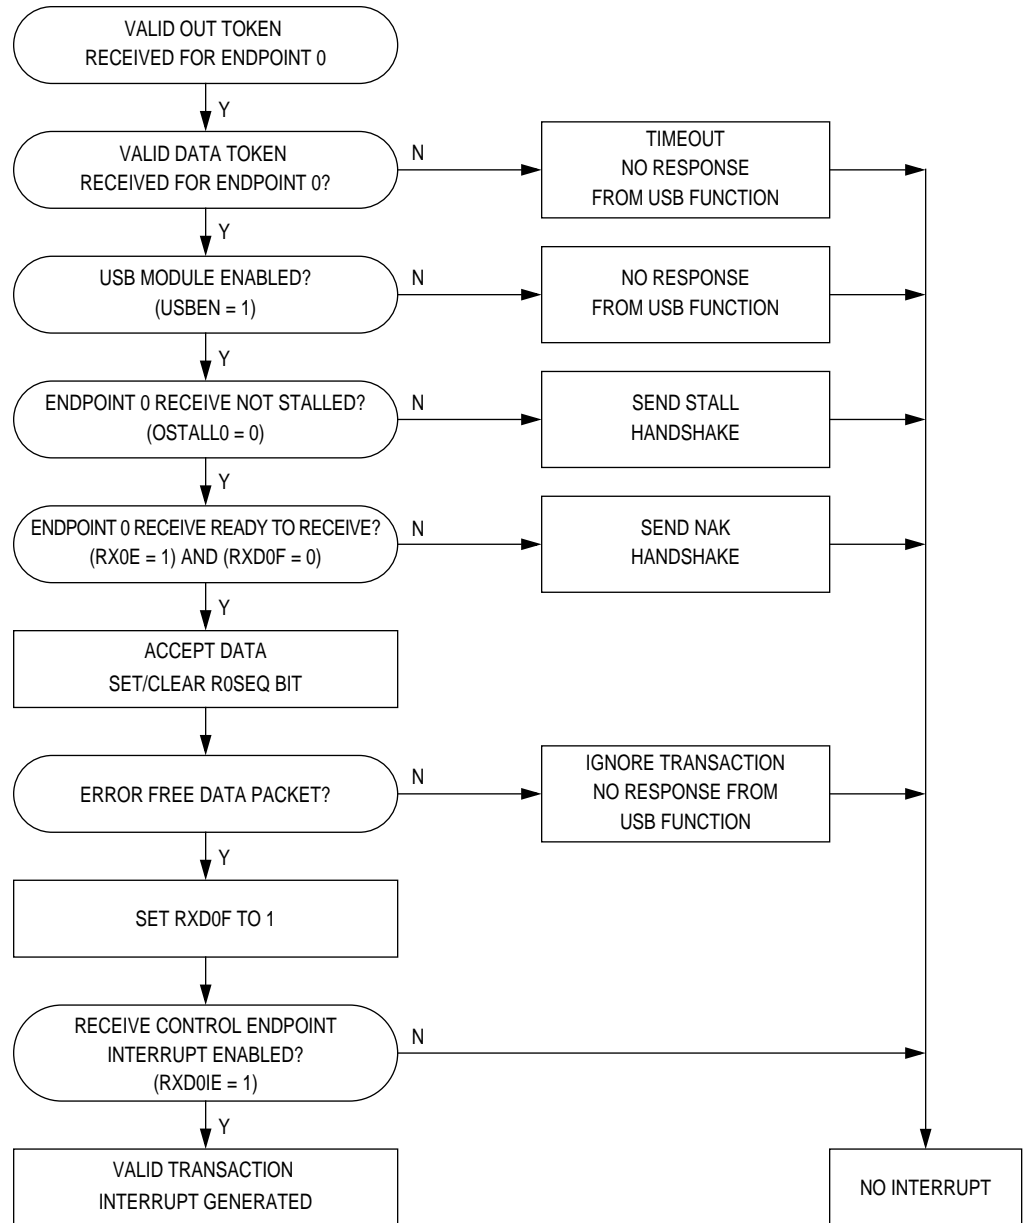 VALID OUT TOKEN
RECEIVED FOR ENDPOINT 0
Y
VALID DATA TOKEN
RECEIVED FOR ENDPOINT 0?
N
TIMEOUT
NO RESPONSE
FROM USB FUNCTION
Y
USB MODULE ENABLED?
(USBEN = 1)
N
NO RESPONSE
FROM USB FUNCTION
Y
ENDPOINT 0 RECEIVE NOT STALLED?
(OSTALL0 = 0)
N
SEND STALL
HANDSHAKE
Y
ENDPOINT 0 RECEIVE READY TO RECEIVE?
(RX0E = 1) AND (RXD0F = 0)
N
SEND NAK
HANDSHAKE
Y
ACCEPT DATA
SET/CLEAR R0SEQ BIT
ERROR FREE DATA PACKET?
N
IGNORE TRANSACTION
NO RESPONSE FROM
USB FUNCTION
Y
SET RXD0F TO 1
RECEIVE CONTROL ENDPOINT
INTERRUPT ENABLED?
(RXD0IE = 1)
N
Y
VALID TRANSACTION
INTERRUPT GENERATED
NO INTERRUPT